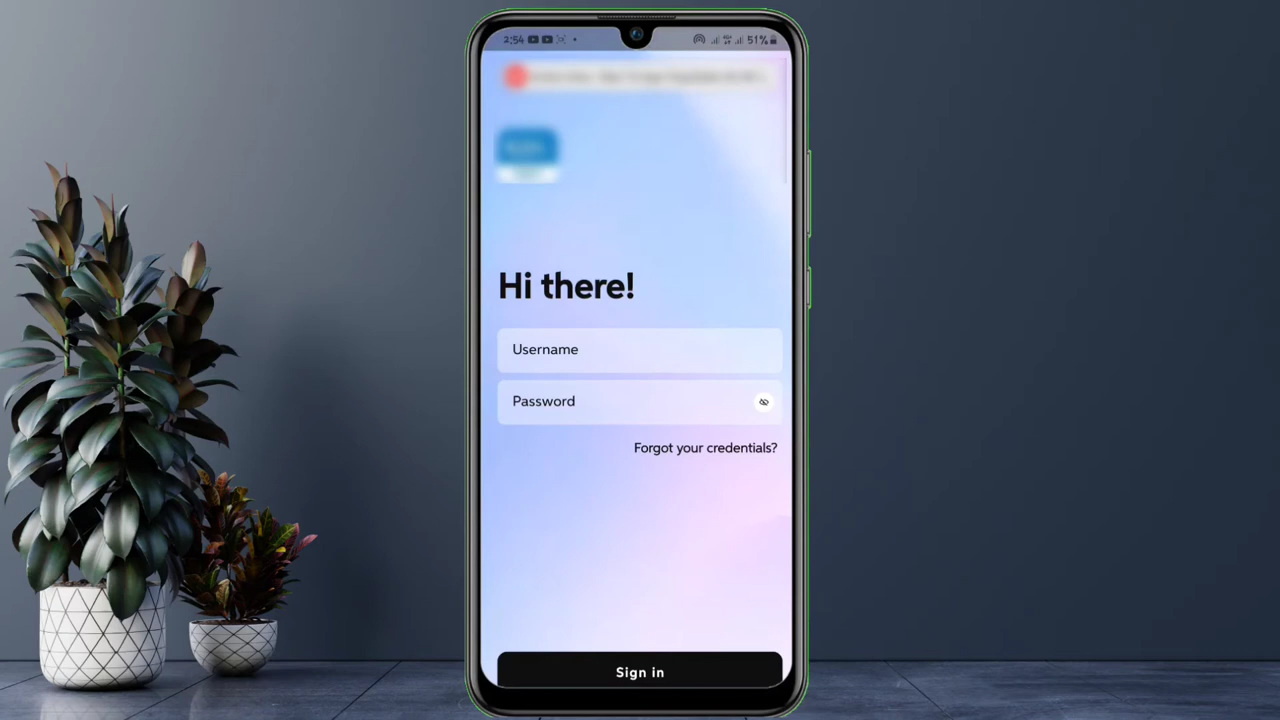 2:54 51%
Hi there!
Username
Password
Forgot your credentials?
Sign in